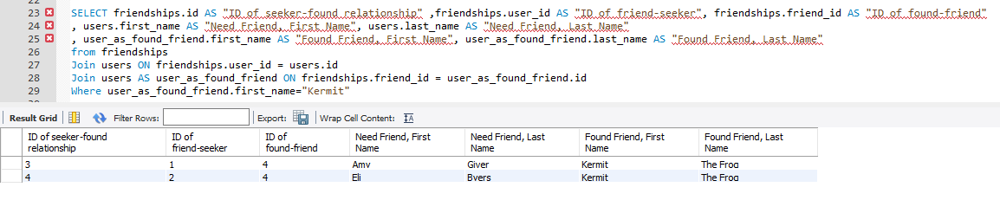 23 SELECT friendships.id AS "ID of seeker-found relationship" ,friendships.user_id AS "ID of friend-seeker", friendships.friend_id AS "ID of found-friend"
24 , users.first_name AS "Need Friend, First Name", users.last_name AS "Need Friend, Last Name"
25 , user_as_found_friend.first_name AS "Found Friend, First Name", user_as_found_friend.last_name AS "Found Friend, Last Name"
26 from friendships
27 Join users ON friendships.user_id = users.id
28 Join users AS user_as_found_friend ON friendships.friend_id = user_as_found_friend.id
29 Where user_as_found_friend.first_name="Kermit"
Result Grid Filter Rows: Export: Wrap Cell Content:
ID of seeker-found relationship ID of friend-seeker ID of found-friend Need Friend, First Name Need Friend, Last Name Found Friend, First Name Found Friend, Last Name
3 1 4 Amy Giver Kermit The Frog
4 2 4 Eli Byers Kermit The Frog